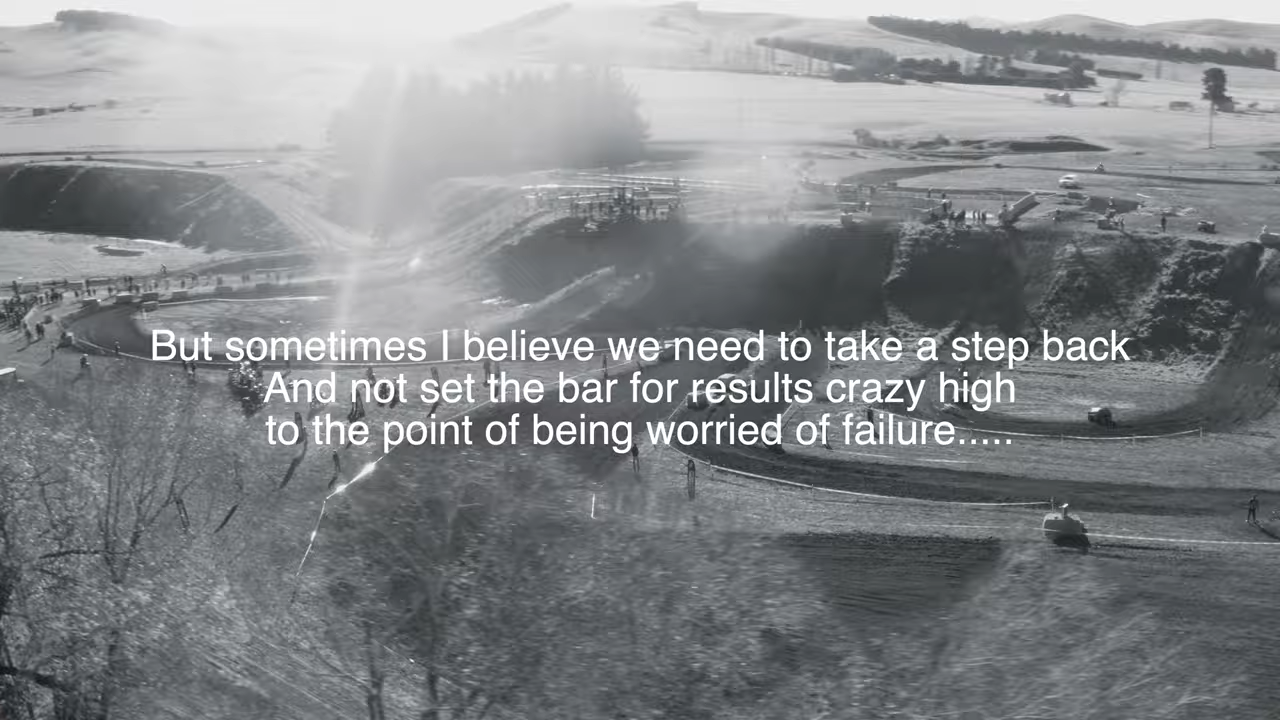 But sometimes I believe we need to take a step back
And not set the bar for results crazy high
to the point of being worried of failure.....